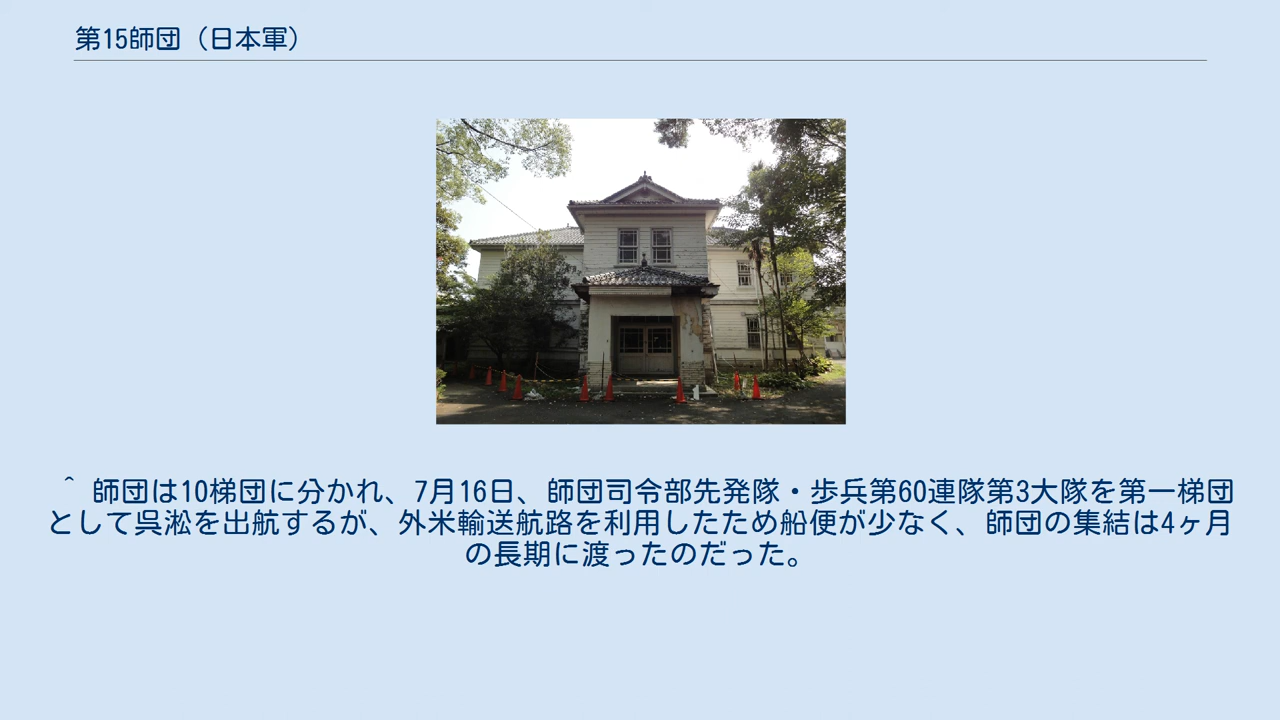 第15師団（日本軍）
^ 師団は10梯団に分かれ、7月16日、師団司令部先発隊・歩兵第60連隊第3大隊を第一梯団
として呉淞を出航するが、外米輸送航路を利用したため船便が少なく、師団の集結は4ヶ月
の長期に渡ったのだった。